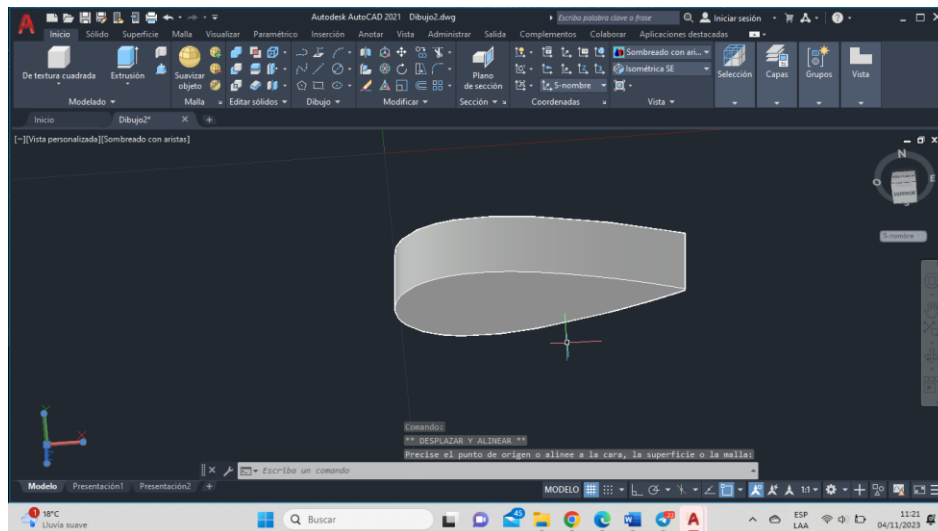 Autodesk AutoCAD 2021 Dibujo2.dwg
Escriba palabra clave o frase
Iniciar sesión
Inicio Sólido Superficie Malla Visualizar Paramétrico Inserción Anotar Vista Administrar Salida Complementos Colaborar Aplicaciones destacadas
De textura cuadrada Extrusión Suavizar objeto
Plano de sección
Sombreado con ari...
Isométrica SE
S-nombre
Selección Capas Grupos Vista
Modelado Malla Editar sólidos Dibujo Modificar Sección Coordenadas Vista
Inicio Dibujo2*
[−][Vista personalizada][Sombreado con aristas]
N
O E
S-nombre
Comando:
** DESPLAZAR Y ALINEAR **
Precise el punto de origen o alinee a la cara, la superficie o la malla:
Escriba un comando
Modelo Presentación1 Presentación2
MODELO 1:1
18°C
Lluvia suave
Buscar
ESP
LAA
11:21
04/11/2023